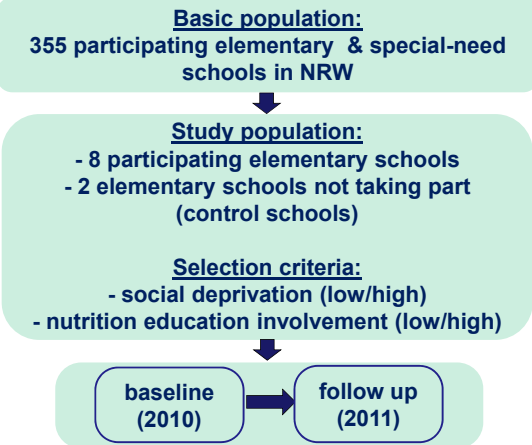 Basic population:
355 participating elementary & special-need
schools in NRW
Study population:
- 8 participating elementary schools
- 2 elementary schools not taking part
(control schools)
Selection criteria:
- social deprivation (low/high)
- nutrition education involvement (low/high)
baseline
(2010)
follow up
(2011)